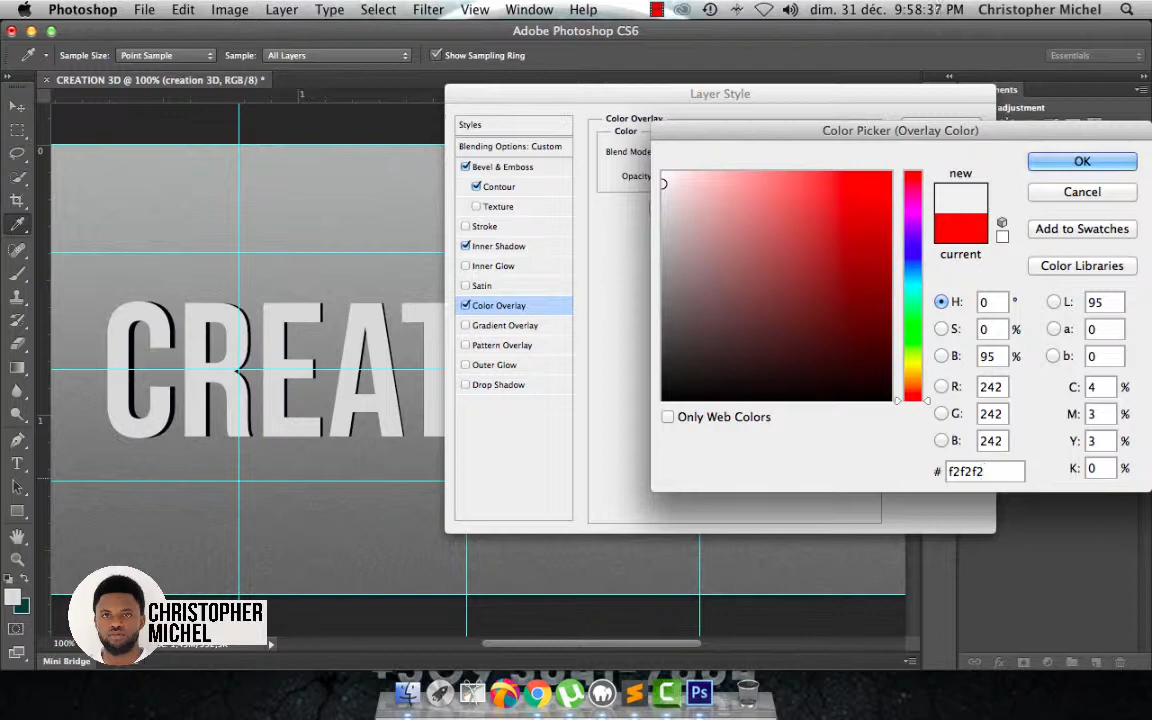 Photoshop File Edit Image Layer Type Select Filter View Window Help dim. 31 déc. 9:58:37 PM Christopher Michel
Adobe Photoshop CS6
Sample Size: Point Sample Sample: All Layers Show Sampling Ring Essentials
CREATION 3D @ 100% (creation 3D, RGB/8) *
1
0
1
CREAT
Layer Style
Styles
Blending Options: Custom
Bevel & Emboss
Contour
Texture
Stroke
Inner Shadow
Inner Glow
Satin
Color Overlay
Gradient Overlay
Pattern Overlay
Outer Glow
Drop Shadow
Color Overlay
Color
Blend Mode
Opacity
adjustment
Color Picker (Overlay Color)
new
current
OK
Cancel
Add to Swatches
Color Libraries
H: 0 °
S: 0 %
B: 95 %
R: 242
G: 242
B: 242
# f2f2f2
L: 95
a: 0
b: 0
C: 4 %
M: 3 %
Y: 3 %
K: 0 %
Only Web Colors
CHRISTOPHER
MICHEL
100%
Mini Bridge
Ps